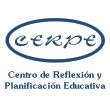 CERPE
Centro de Reflexión y
Planificación Educativa